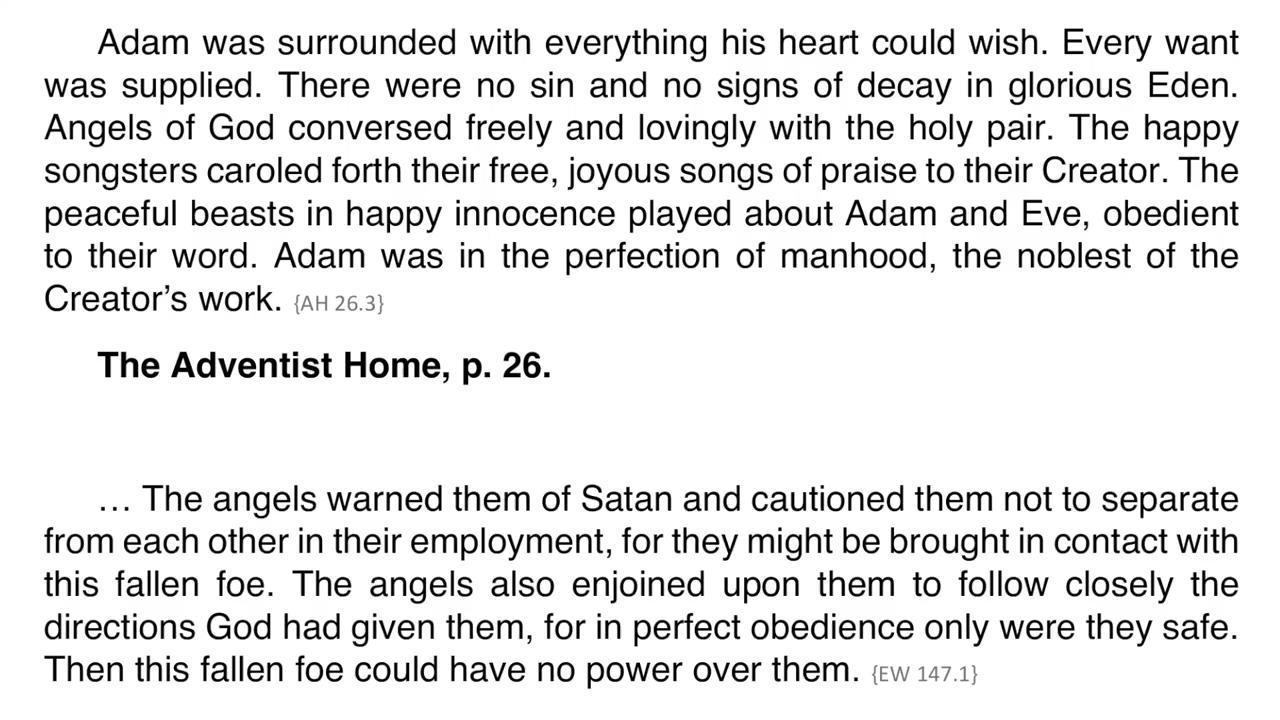 Adam was surrounded with everything his heart could wish. Every want
was supplied. There were no sin and no signs of decay in glorious Eden.
Angels of God conversed freely and lovingly with the holy pair. The happy
songsters caroled forth their free, joyous songs of praise to their Creator. The
peaceful beasts in happy innocence played about Adam and Eve, obedient
to their word. Adam was in the perfection of manhood, the noblest of the
Creator’s work. {AH 26.3}
The Adventist Home, p. 26.
… The angels warned them of Satan and cautioned them not to separate
from each other in their employment, for they might be brought in contact with
this fallen foe. The angels also enjoined upon them to follow closely the
directions God had given them, for in perfect obedience only were they safe.
Then this fallen foe could have no power over them. {EW 147.1}